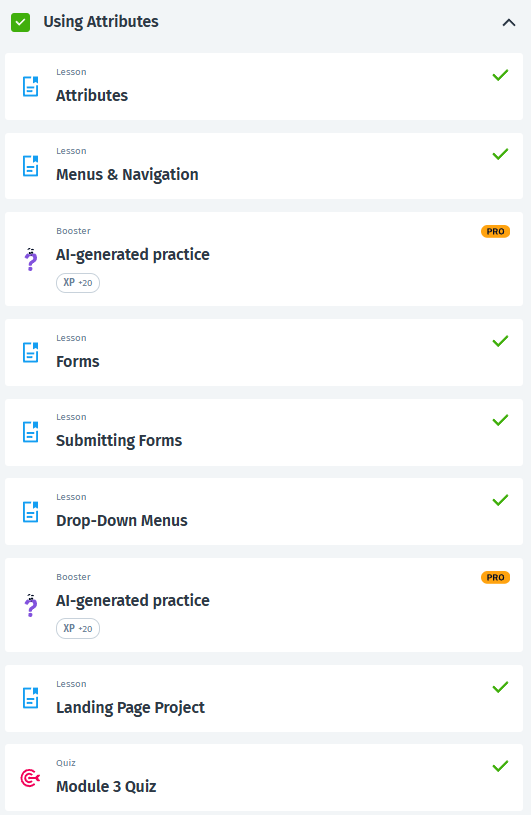 Using Attributes
Lesson
Attributes
Lesson
Menus & Navigation
Booster
PRO
AI-generated practice
XP +20
Lesson
Forms
Lesson
Submitting Forms
Lesson
Drop-Down Menus
Booster
PRO
AI-generated practice
XP +20
Lesson
Landing Page Project
Quiz
Module 3 Quiz